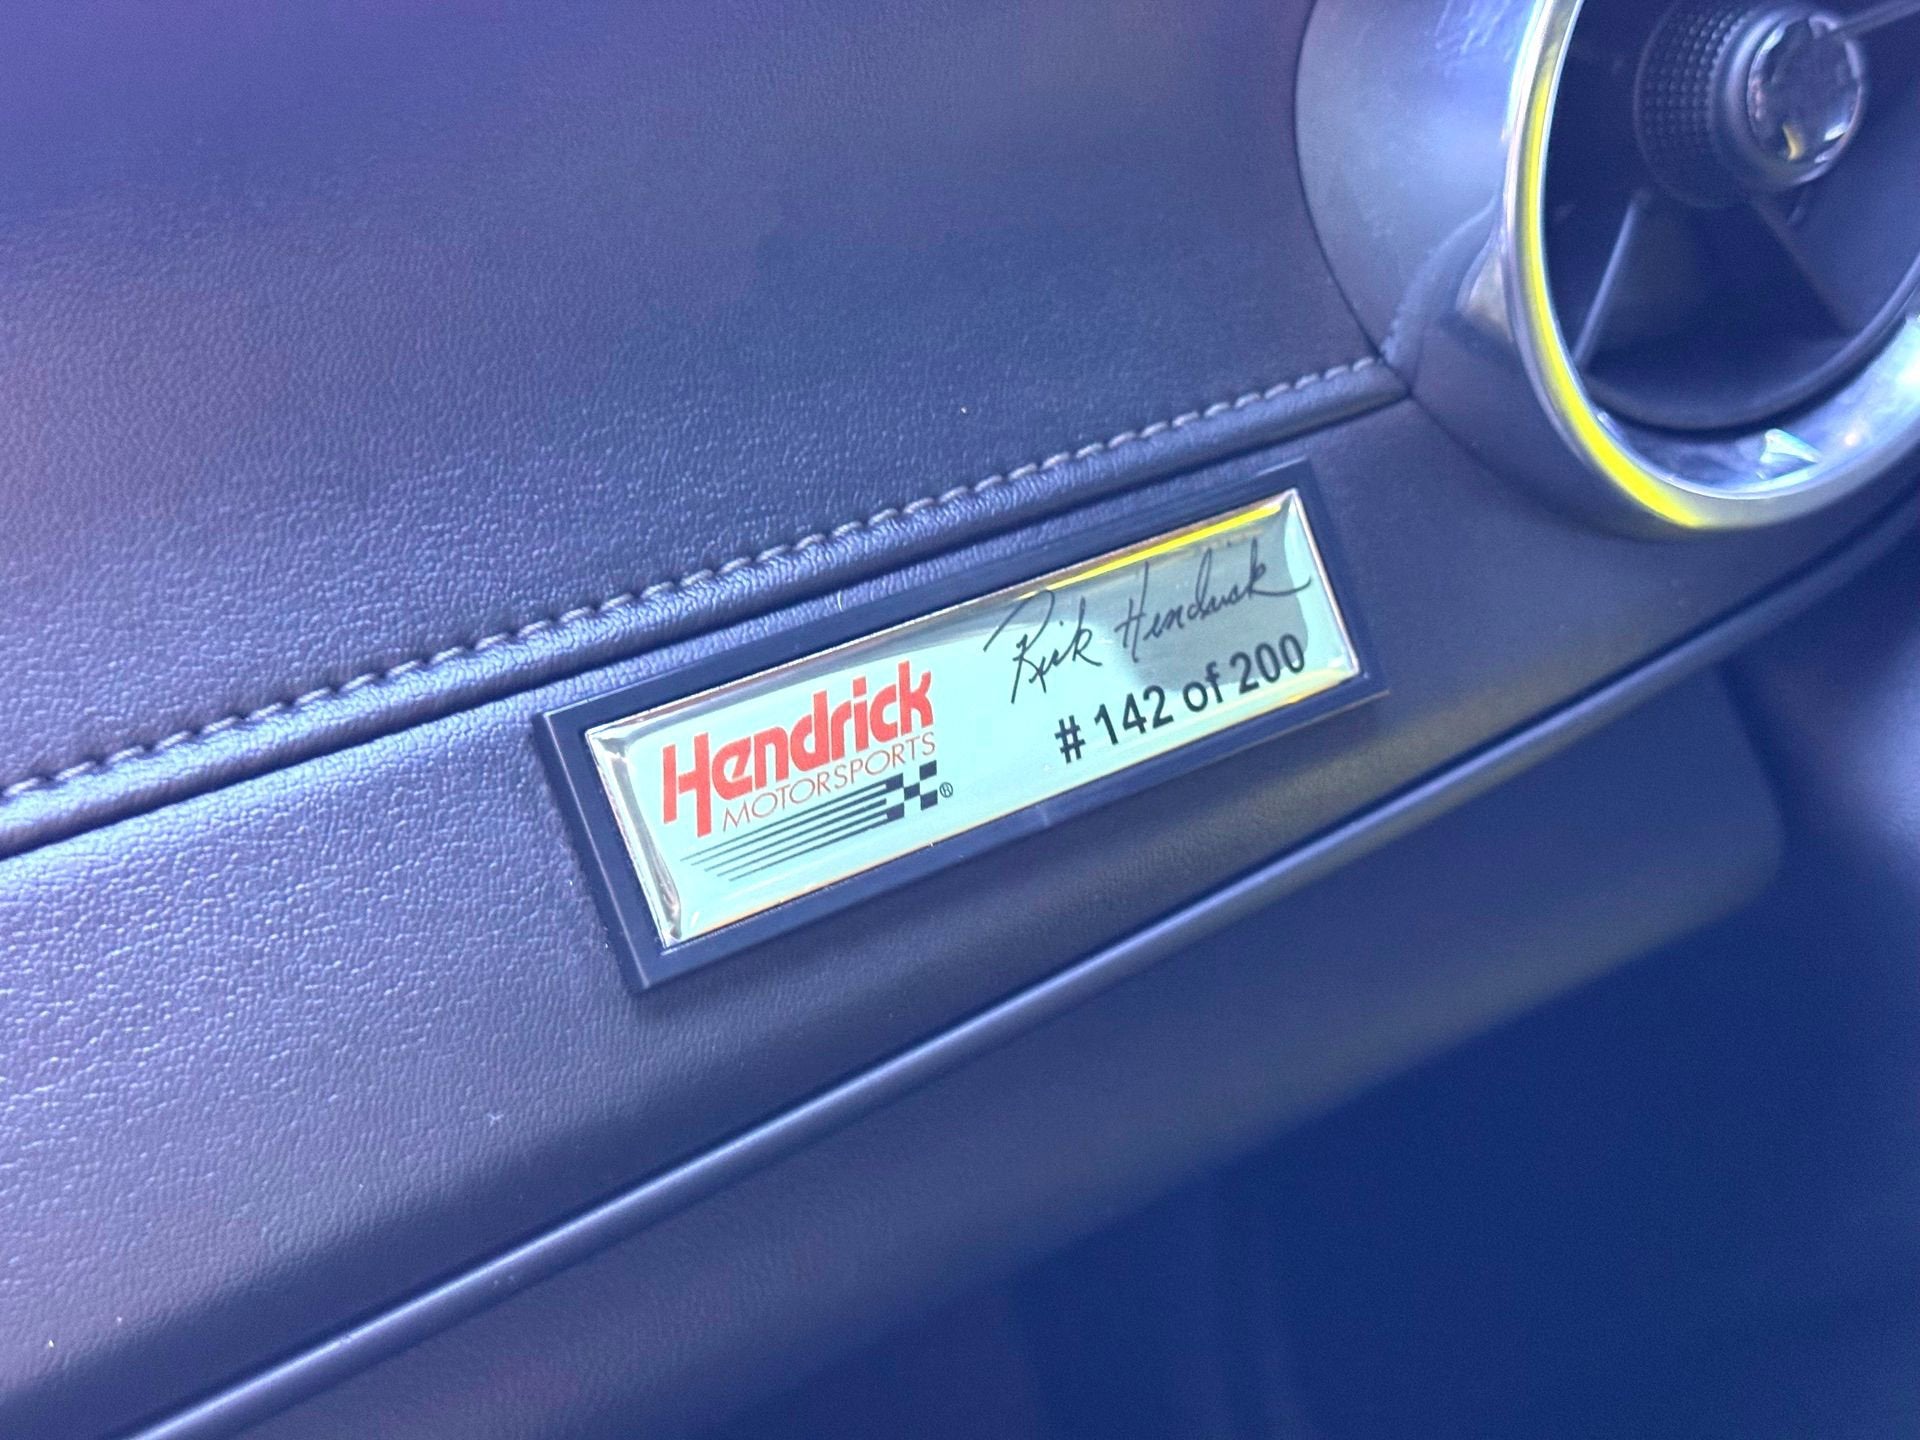 Hendrick
MOTORSPORTS
®
Rick Hendrick
# 142 of 200